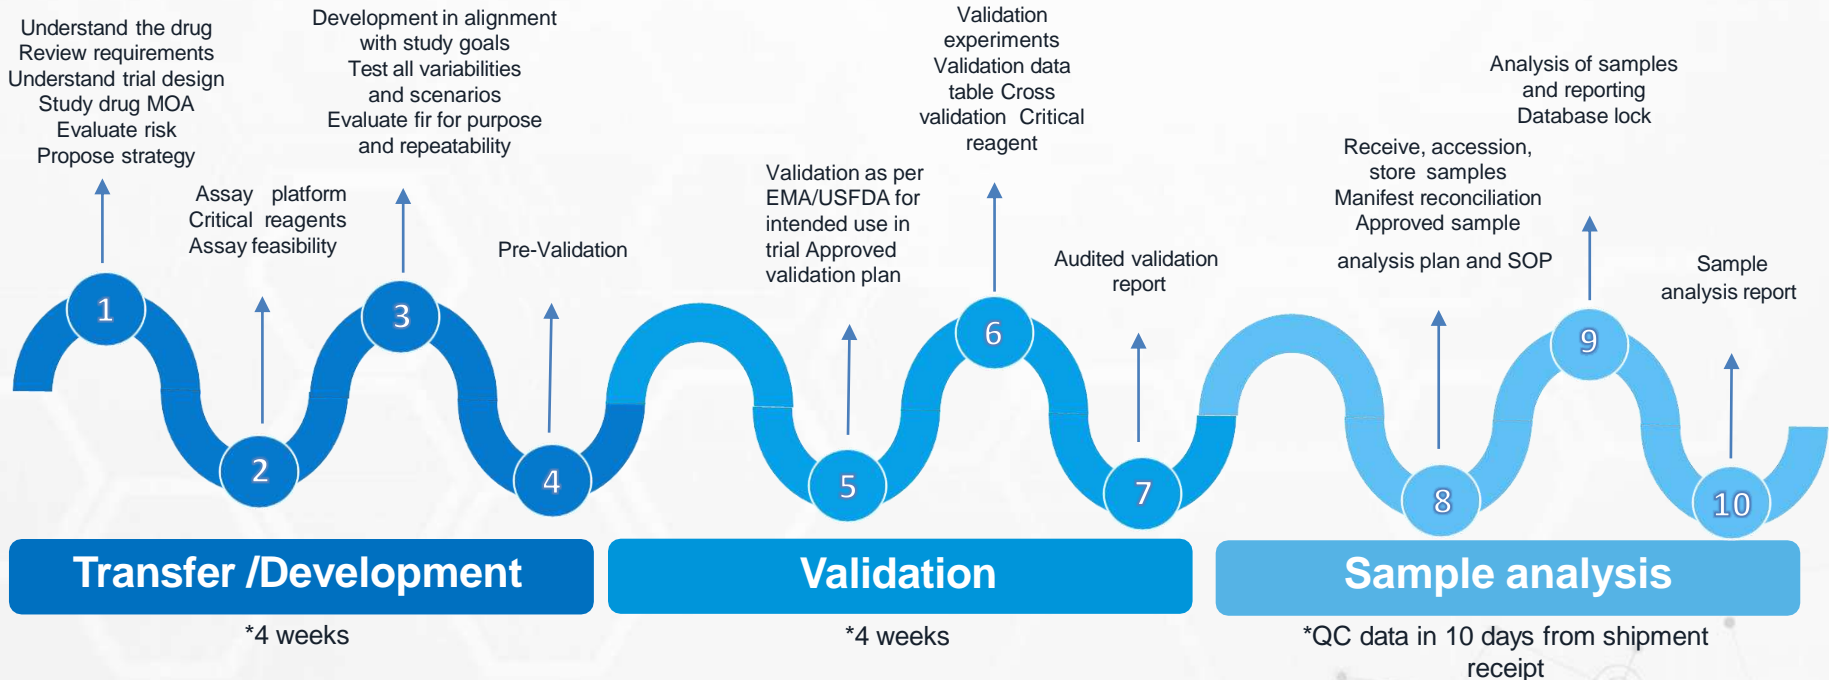 Understand the drug
Review requirements
Understand trial design
Study drug MOA
Evaluate risk
Propose strategy
1
Assay platform
Critical reagents
Assay feasibility
2
Development in alignment
with study goals
Test all variabilities
and scenarios
Evaluate fir for purpose
and repeatability
3
Pre-Validation
4
Validation as per
EMA/USFDA for
intended use in
trial Approved
validation plan
5
Validation
experiments
Validation data
table Cross
validation Critical
reagent
6
Audited validation
report
7
Receive, accession,
store samples
Manifest reconciliation
Approved sample
analysis plan and SOP
8
Analysis of samples
and reporting
Database lock
9
Sample
analysis report
10
Transfer /Development
*4 weeks
Validation
*4 weeks
Sample analysis
*QC data in 10 days from shipment
receipt